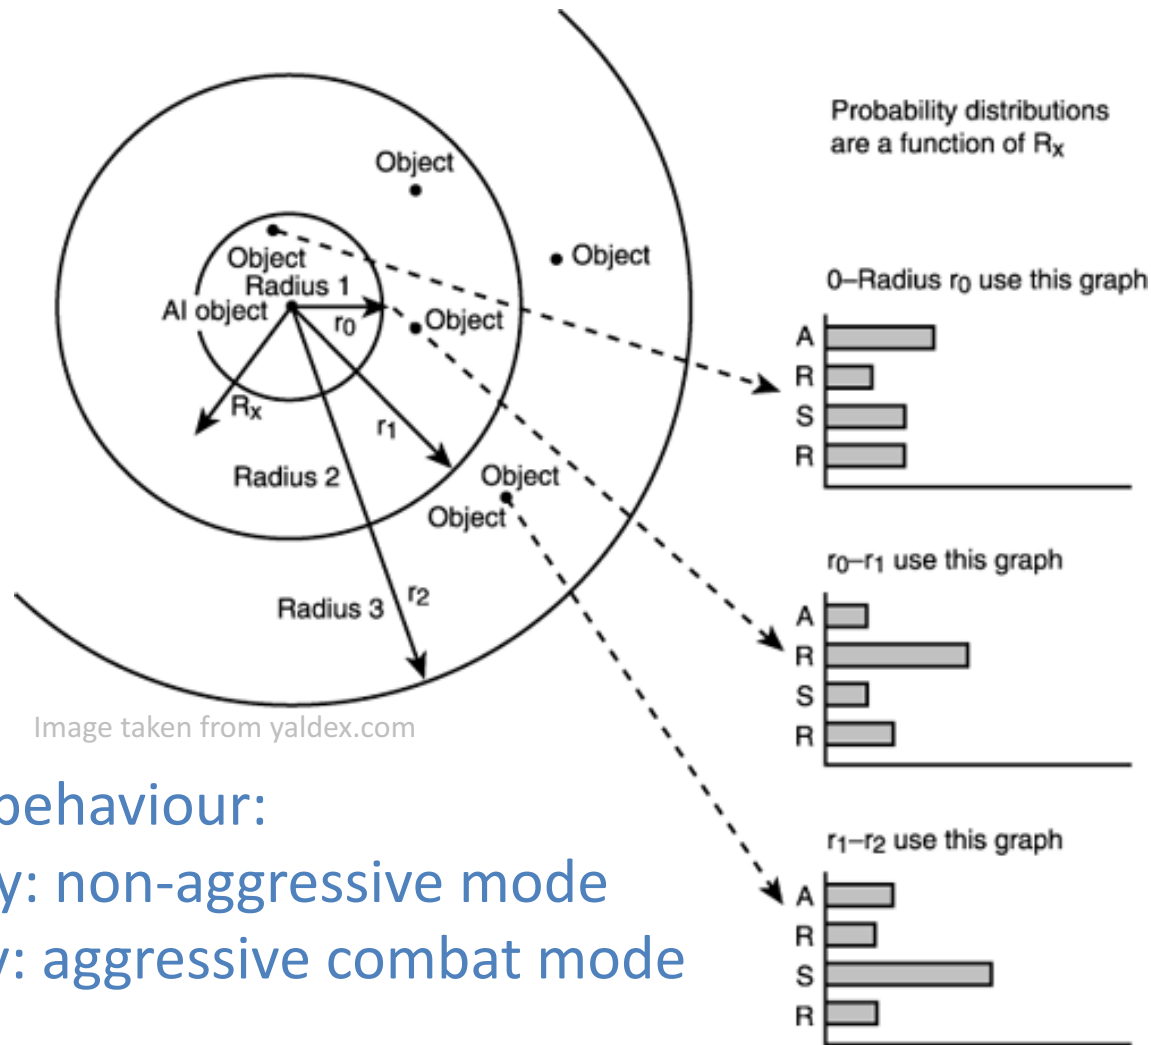 Probability distributions
are a function of Rx
Object
Object
Object
Radius 1
AI object
r0
Object
Object
Rx
r1
Radius 2
Object
Object
r2
Radius 3
0–Radius r0 use this graph
A
R
S
R
r0–r1 use this graph
A
R
S
R
r1–r2 use this graph
A
R
S
R
Image taken from yaldex.com
behaviour:
y: non-aggressive mode
y: aggressive combat mode